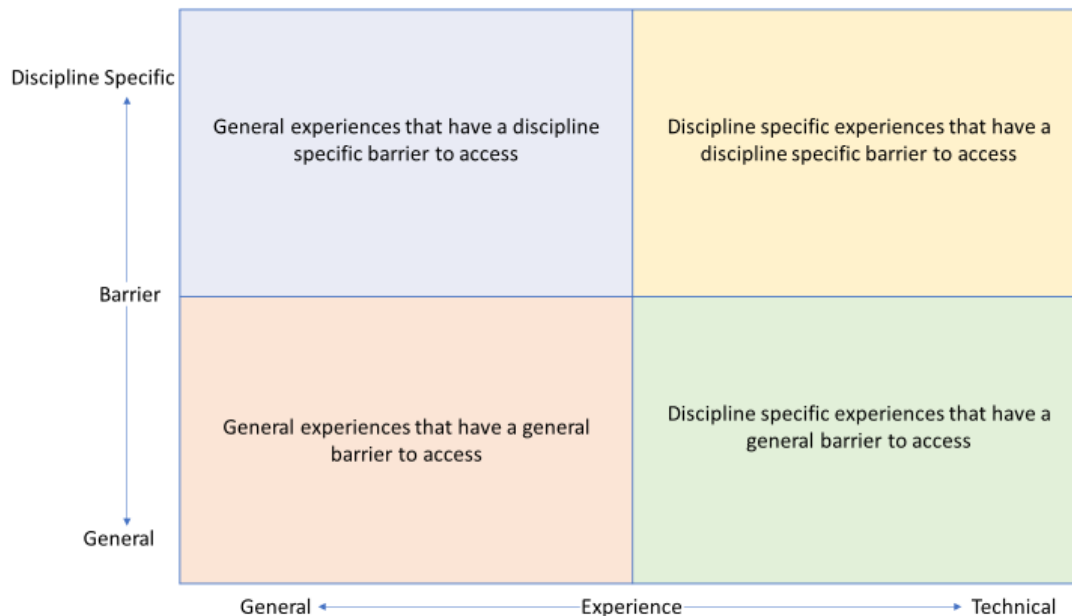 Discipline Specific
General experiences that have a discipline
specific barrier to access
Discipline specific experiences that have a
discipline specific barrier to access
Barrier
General experiences that have a general
barrier to access
Discipline specific experiences that have a
general barrier to access
General
General
Experience
Technical